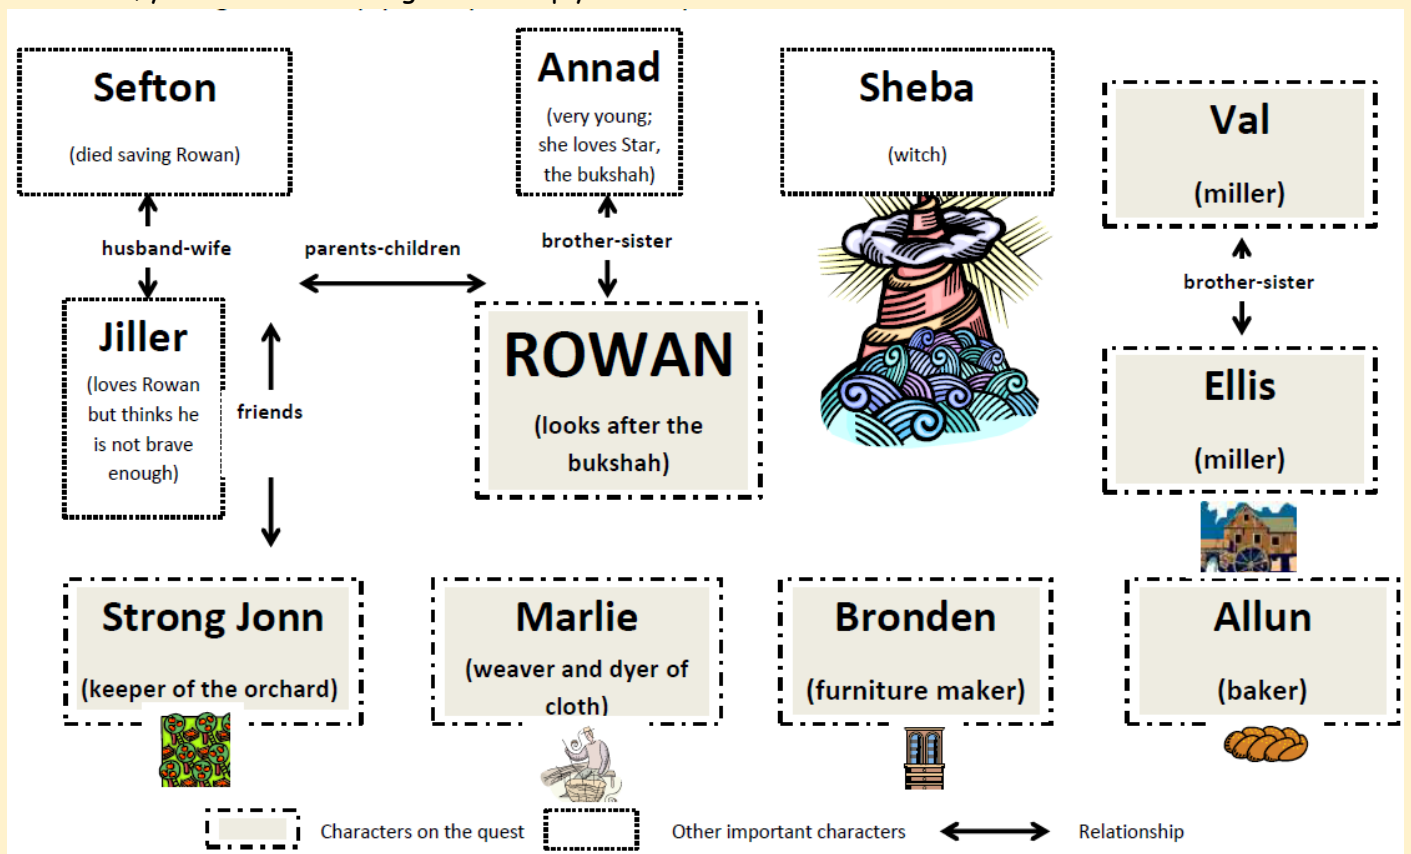 Sefton
(died saving Rowan)
Annad
(very young;
she loves Star,
the bukshah)
Sheba
(witch)
Val
(miller)
husband-wife
parents-children
brother-sister
brother-sister
Jiller
(loves Rowan
but thinks he
is not brave
enough)
friends
ROWAN
(looks after the
bukshah)
Ellis
(miller)
Strong Jonn
(keeper of the orchard)
Marlie
(weaver and dyer of
cloth)
Bronden
(furniture maker)
Allun
(baker)
Characters on the quest
Other important characters
Relationship